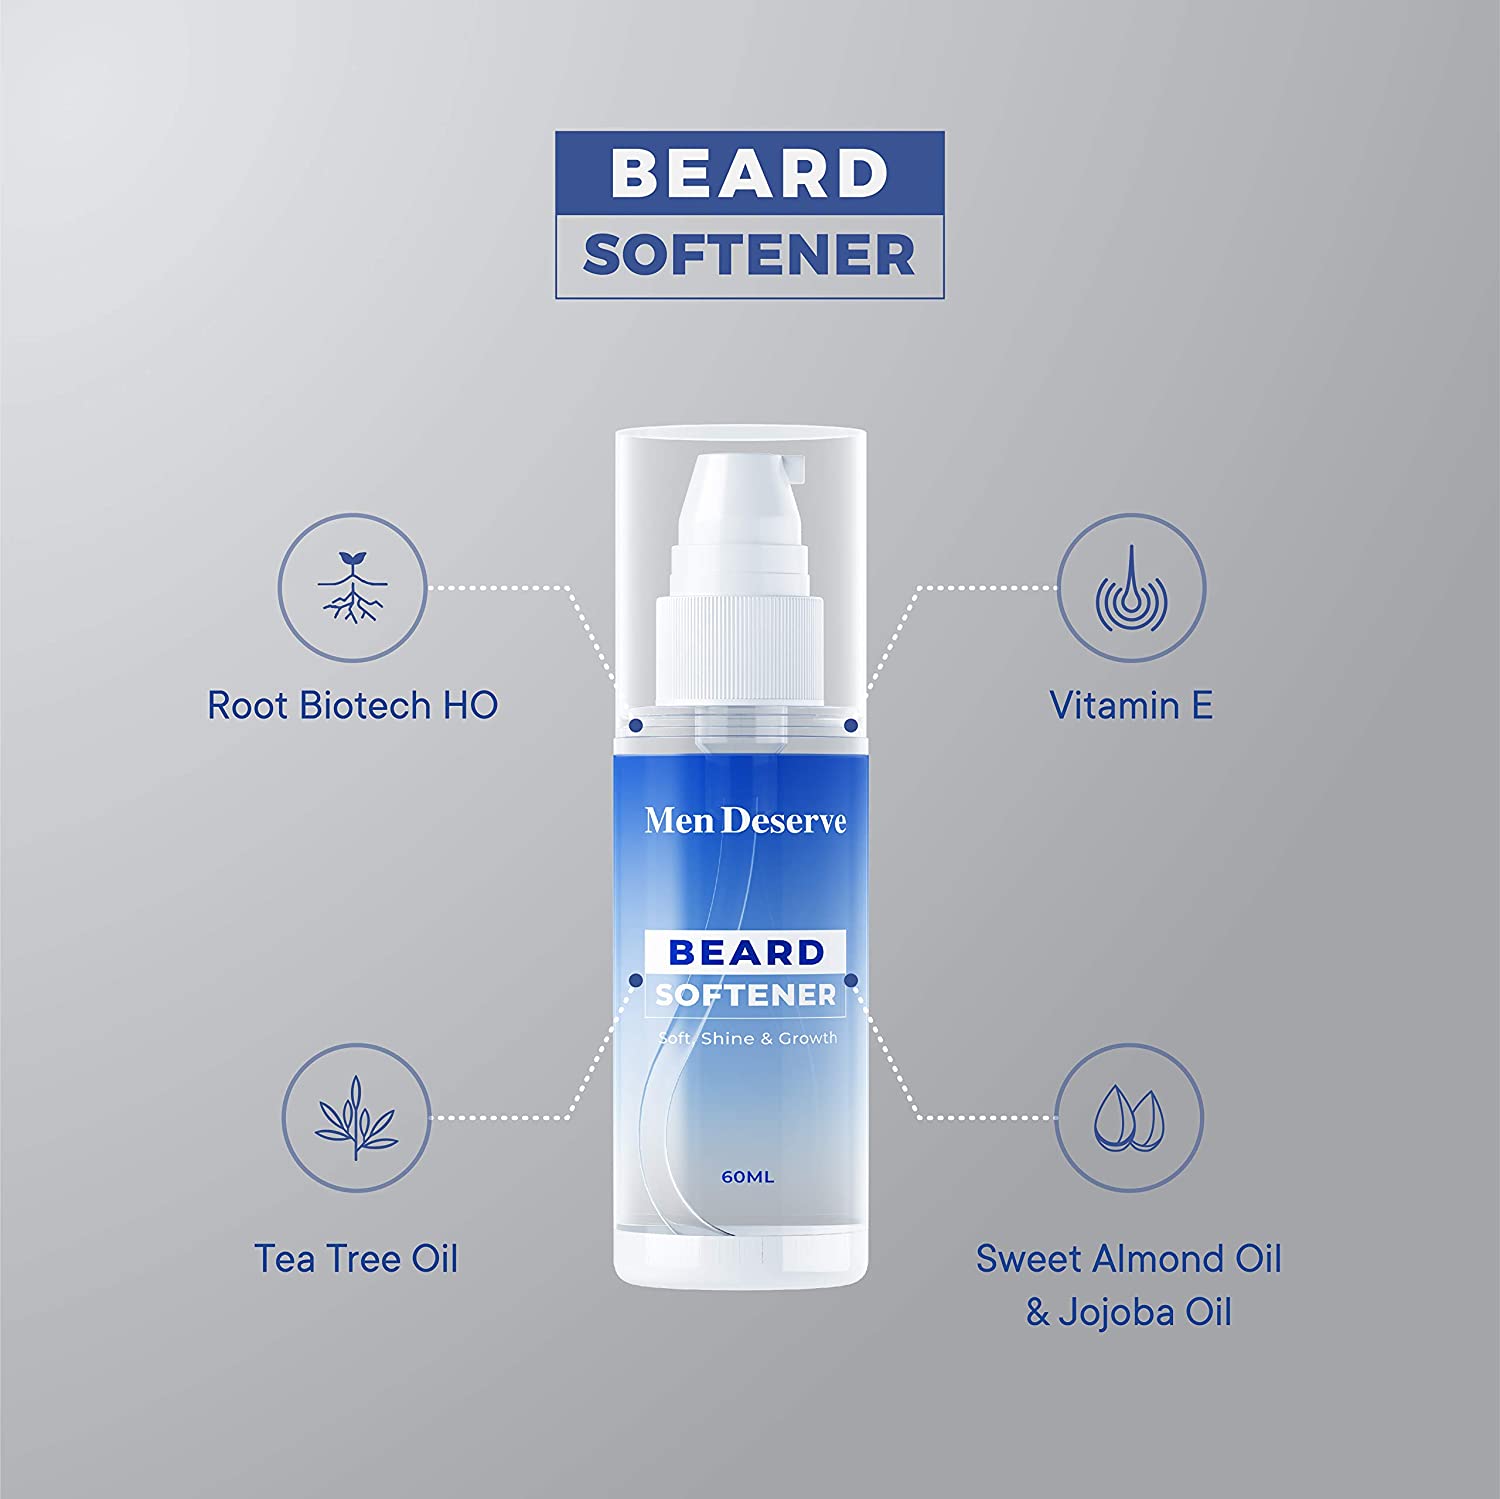 BEARD
SOFTENER
Root Biotech HO
Vitamin E
Men Deserve
BEARD
SOFTENER
Soft, Shine & Growth
60ML
Tea Tree Oil
Sweet Almond Oil
& Jojoba Oil